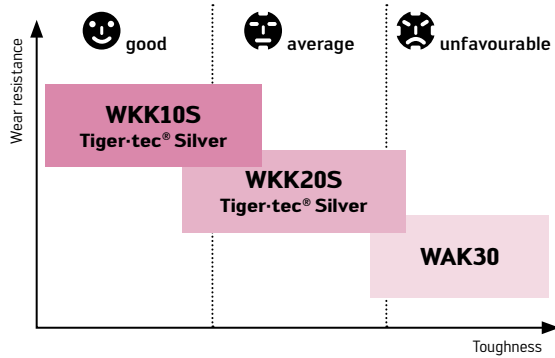 good
average
unfavourable
Wear resistance
WKK10S
Tiger·tec® Silver
WKK20S
Tiger·tec® Silver
WAK30
Toughness